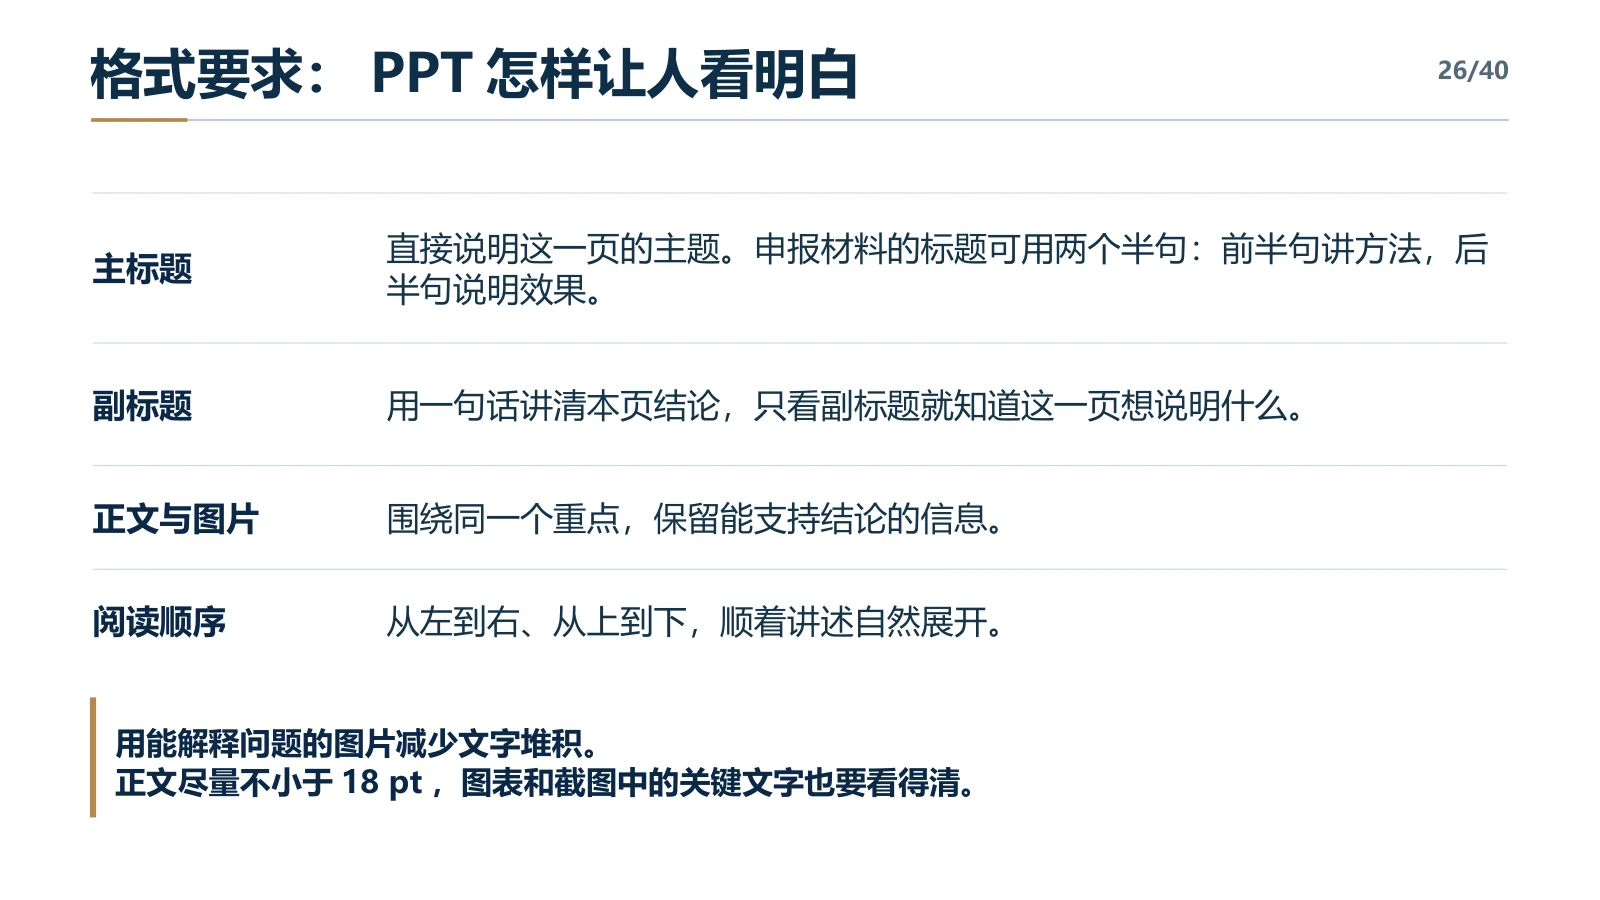 格式要求： PPT 怎样让人看明白
26/40
主标题
直接说明这一页的主题。申报材料的标题可用两个半句：前半句讲方法，后
半句说明效果。
副标题
用一句话讲清本页结论，只看副标题就知道这一页想说明什么。
正文与图片
围绕同一个重点，保留能支持结论的信息。
阅读顺序
从左到右、从上到下，顺着讲述自然展开。
用能解释问题的图片减少文字堆积。
正文尽量不小于 18 pt ，图表和截图中的关键文字也要看得清。